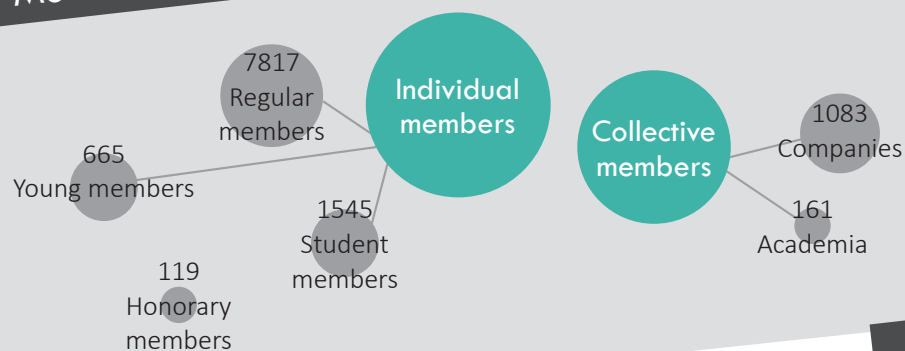 7817
Regular
members
Individual
members
665
Young members
1545
Student
members
119
Honorary
members
Collective
members
1083
Companies
161
Academia